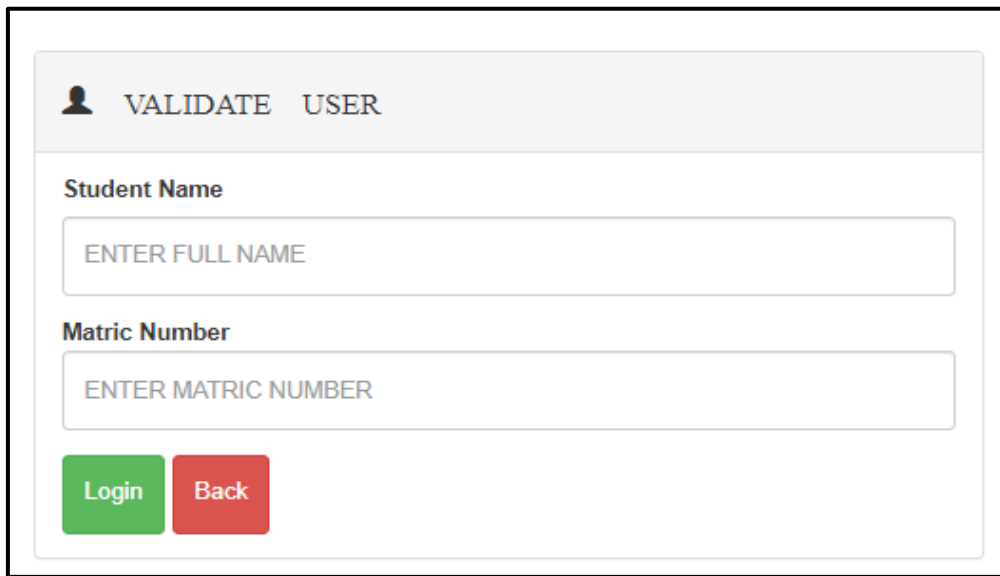 VALIDATE USER
Student Name
ENTER FULL NAME
Matric Number
ENTER MATRIC NUMBER
Login Back